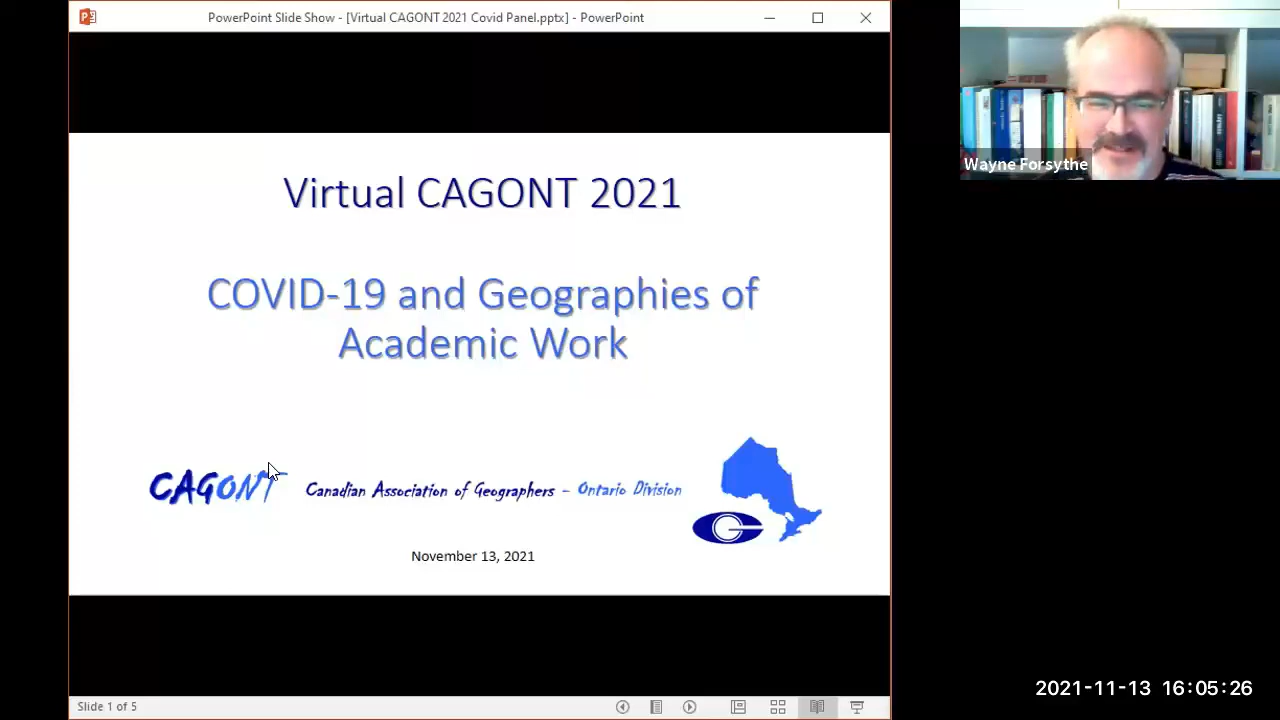 PowerPoint Slide Show - [Virtual CAGONT 2021 Covid Panel.pptx] - PowerPoint
Wayne Forsythe
Virtual CAGONT 2021
COVID-19 and Geographies of
Academic Work
CAGONT
Canadian Association of Geographers - Ontario Division
November 13, 2021
2021-11-13 16:05:26
Slide 1 of 5